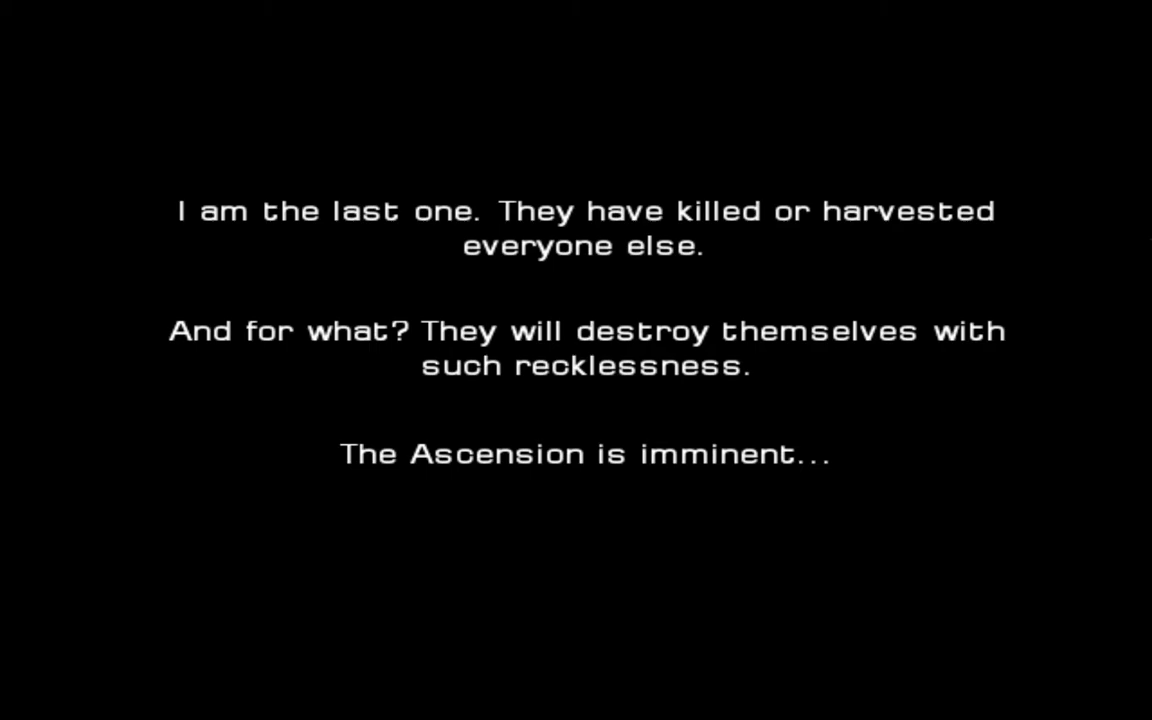 I am the last one. They have killed or harvested
everyone else.
And for what? They will destroy themselves with
such recklessness.
The Ascension is imminent...